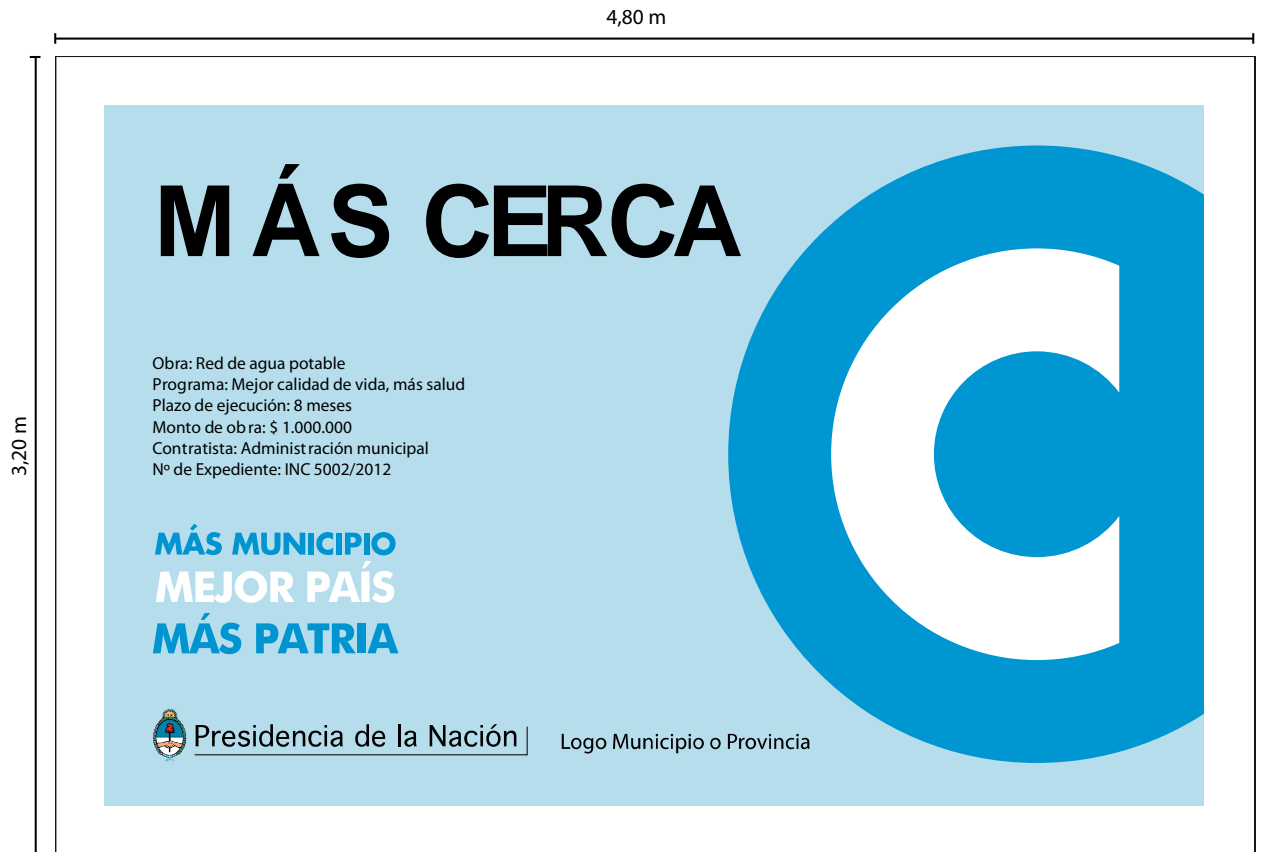 4,80 m
3,20 m
MÁS CERCA
Obra: Red de agua potable
Programa: Mejor calidad de vida, más salud
Plazo de ejecución: 8 meses
Monto de obra: $ 1.000.000
Contratista: Administración municipal
Nº de Expediente: INC 5002/2012
MÁS MUNICIPIO
MEJOR PAÍS
MÁS PATRIA
Presidencia de la Nación
Logo Municipio o Provincia